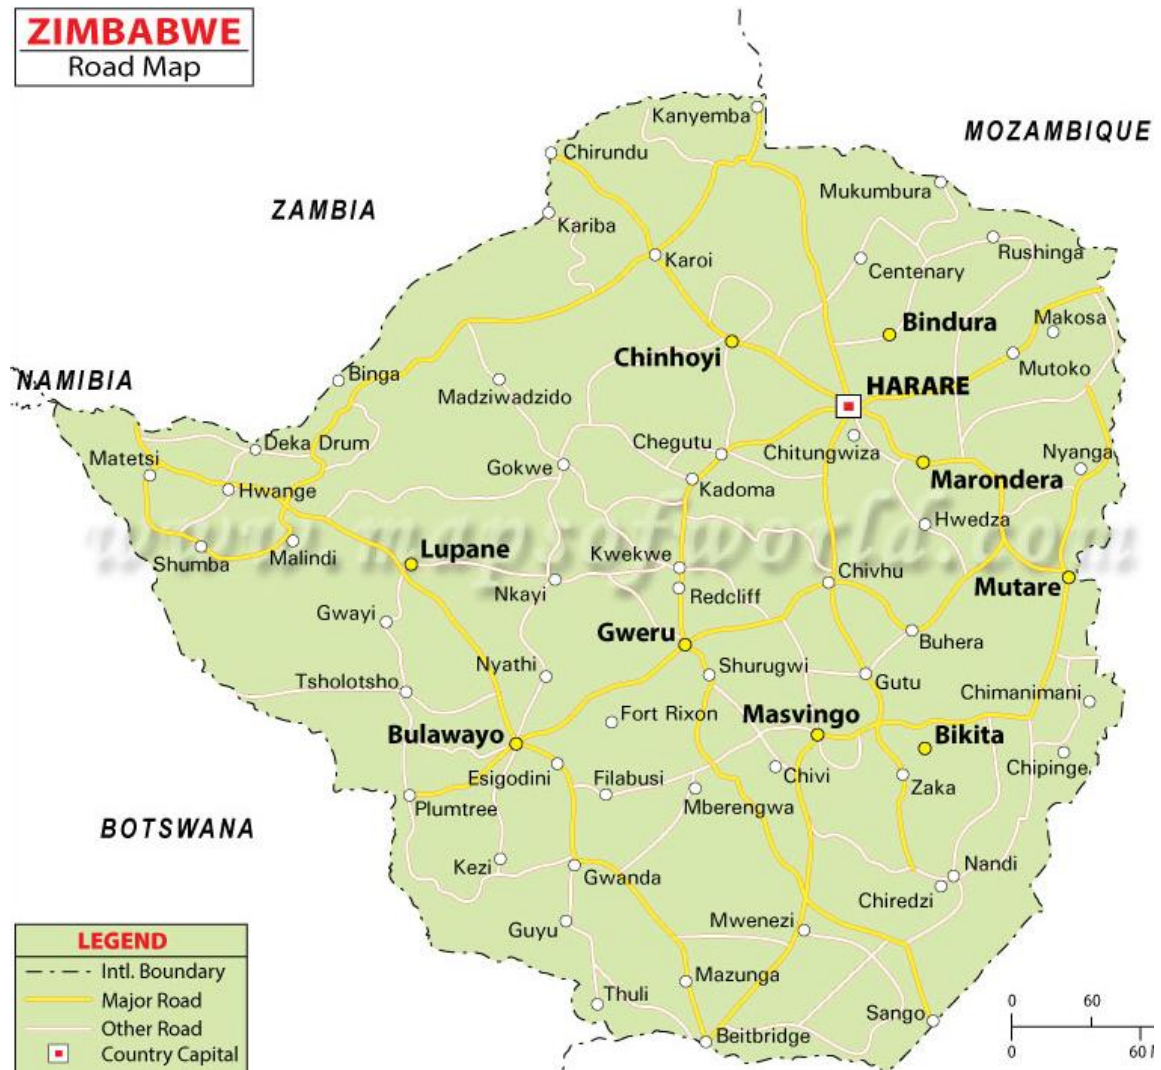 ZIMBABWE
Road Map
Kanyemba
MOZAMBIQUE
Chirundu
Mukumbura
ZAMBIA
Kariba
Rushinga
Karoi
Centenary
Bindura
Makosa
Chinhoyi
Mutoko
NAMIBIA
Binga
HARARE
Madziwadzido
Deka Drum
Chegutu
Chitungwiza
Nyanga
Matetsi
Gokwe
Marondera
Hwange
Kadoma
Hwedza
www.mapsofworld.com
Lupane
Kwekwe
Shumba
Malindi
Chivhu
Mutare
Nkayi
Redcliff
Gwayi
Gweru
Buhera
Nyathi
Shurugwi
Tsholotsho
Gutu
Chimanimani
Fort Rixon
Masvingo
Bulawayo
Bikita
Esigodini
Filabusi
Chivi
Chipinge
Zaka
Plumtree
Mberengwa
BOTSWANA
Kezi
Gwanda
Nandi
Chiredzi
Guyu
Mwenezi
LEGEND
Intl. Boundary
Major Road
Other Road
Country Capital
Mazunga
Thuli
Sango
Beitbridge
0 60
0 60